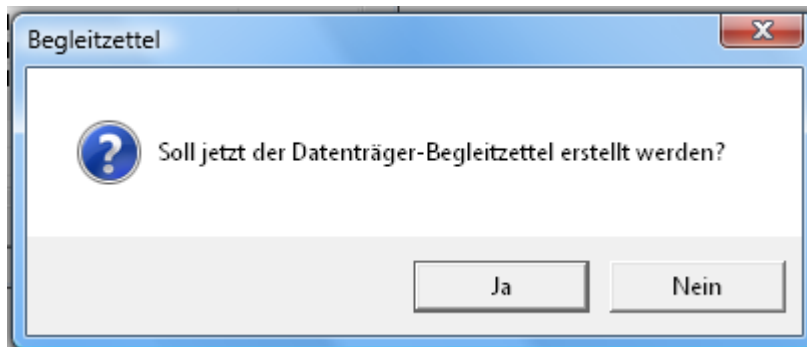 Begleitzettel
Soll jetzt der Datenträger-Begleitzettel erstellt werden?
Ja
Nein